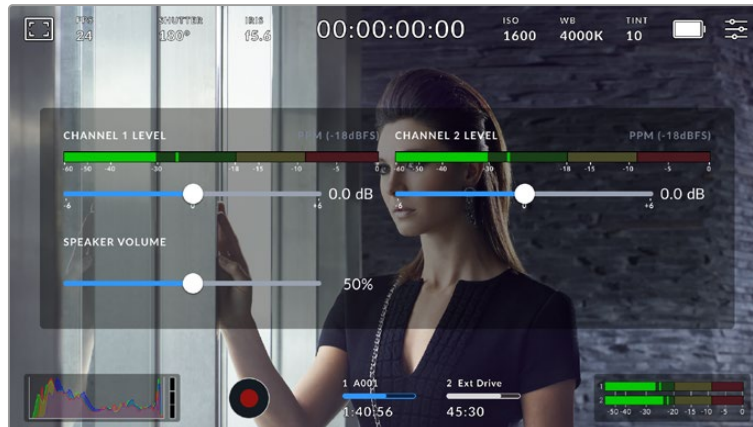 FPS SHUTTER IRIS 00:00:00:00 ISO WB TINT
24 180° f5.6 1600 4000K 10
CHANNEL 1 LEVEL PPM (-18dBFS) CHANNEL 2 LEVEL PPM (-18dBFS)
-60 -50 -40 -30 -18 -15 -10 -5 0 -60 -50 -40 -30 -18 -15 -10 -5 0
0.0 dB 0.0 dB
-6 0 +6 -6 0 +6
SPEAKER VOLUME
50%
1 A001 2 Ext Drive
1:40:56 45:30
1
2
-50 -40 -30 -20 -15 -10 -5 0